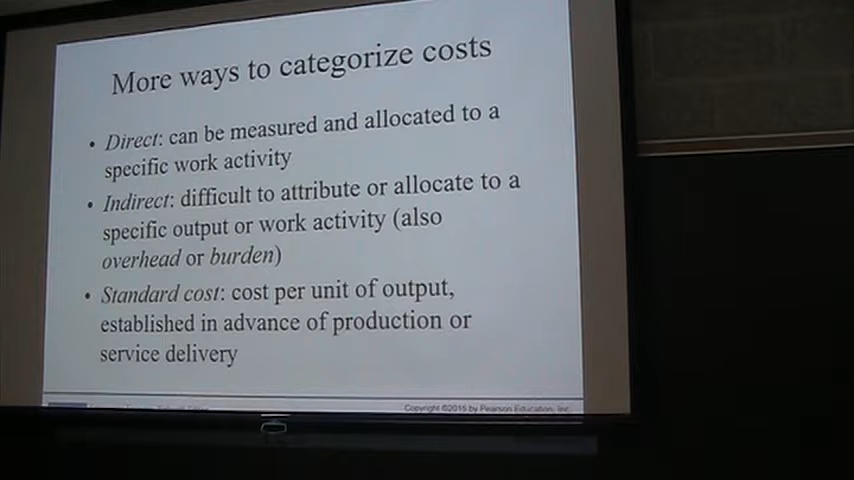 More ways to categorize costs
• Direct: can be measured and allocated to a
specific work activity
• Indirect: difficult to attribute or allocate to a
specific output or work activity (also
overhead or burden)
• Standard cost: cost per unit of output,
established in advance of production or
service delivery
Copyright ©2015 by Pearson Education, Inc.